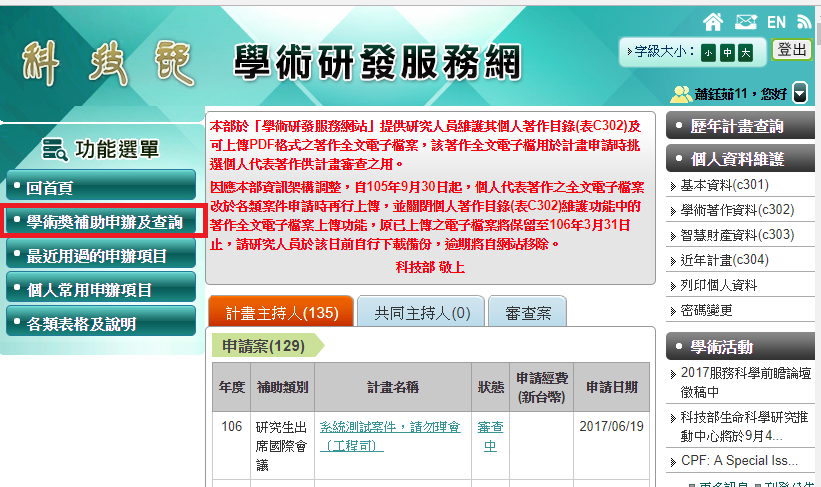 科技部 學術研發服務網
EN
字級大小： 小 中 大
登出
蕭鈺茹11，您好
功能選單
回首頁
學術獎補助申辦及查詢
最近用過的申辦項目
個人常用申辦項目
各類表格及說明
本部於「學術研發服務網站」提供研究人員維護其個人著作目錄(表C302)及
可上傳PDF格式之著作全文電子檔案，該著作全文電子檔用於計畫申請時挑
選個人代表著作供計畫審查之用。
因應本部資訊架構調整，自105年9月30日起，個人代表著作之全文電子檔案
改於各類案件申請時再行上傳，並關閉個人著作目錄(表C302)維護功能中的
著作全文電子檔案上傳功能，原已上傳之電子檔案將保留至106年3月31日
止，請研究人員於該日前自行下載備份，逾期將自網站移除。
科技部 敬上
計畫主持人(135) 共同主持人(0) 審查案
申請案(129)
年度 補助類別 計畫名稱 狀態 申請經費
(新台幣) 申請日期
106 研究生出
席國際會
議 系統測試案件，請勿理會
（工程司） 審查
中 2017/06/19
歷年計畫查詢
個人資料維護
基本資料(c301)
學術著作資料(c302)
智慧財產資料(c303)
近年計畫(c304)
列印個人資料
密碼變更
學術活動
2017服務科學前瞻論壇
徵稿中
科技部生命科學研究推
動中心將於9月4...
CPF: A Special Iss...